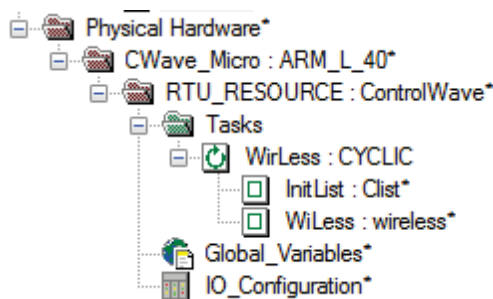 Physical Hardware*
CWave_Micro : ARM_L_40*
RTU_RESOURCE : ControlWave*
Tasks
WirLess : CYCLIC
InitList : Clist*
WiLess : wireless*
Global_Variables*
IO_Configuration*